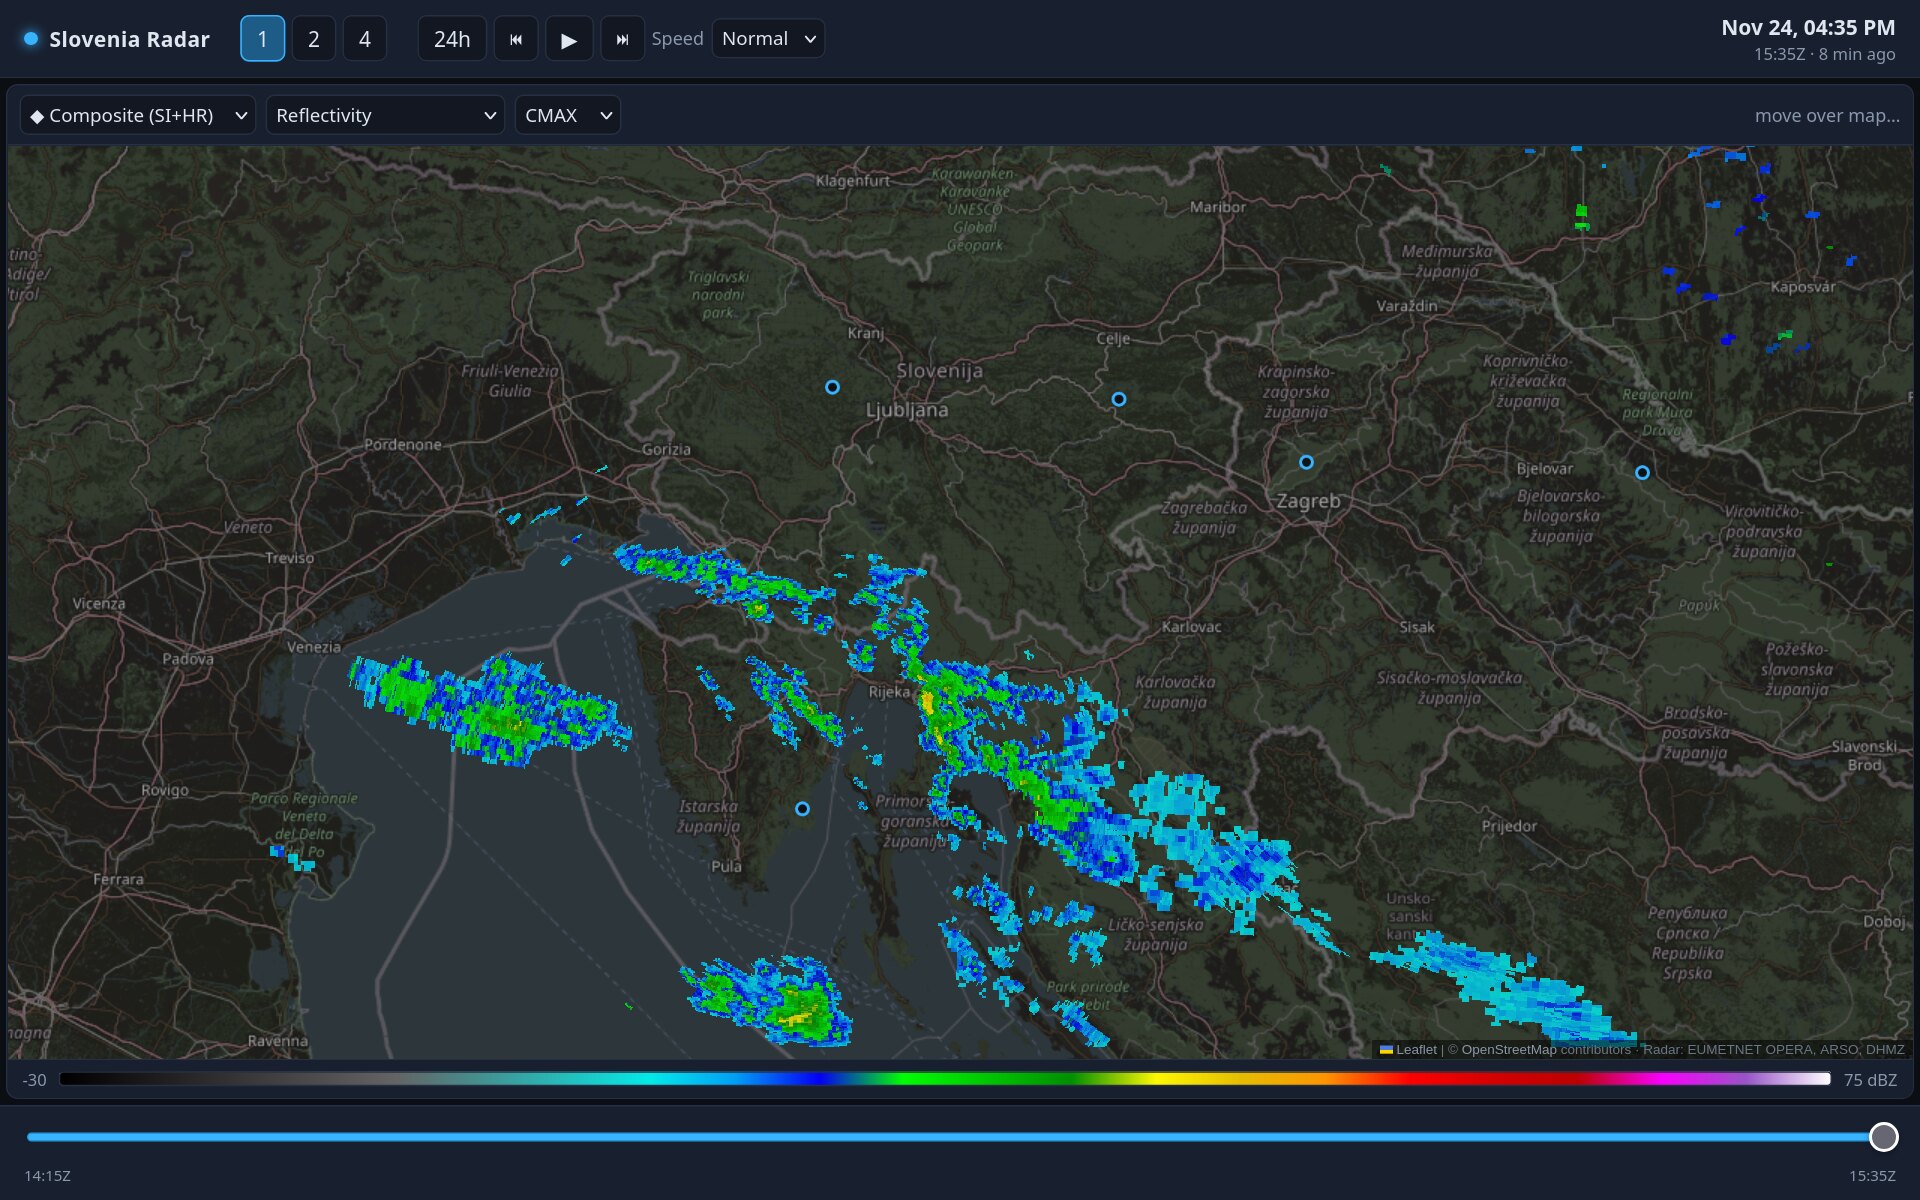 Slovenia Radar
1
2
4
24h
Speed
Normal
Nov 24, 04:35 PM
15:35Z · 8 min ago
◆ Composite (SI+HR)
Reflectivity
CMAX
move over map...
Klagenfurt
Karawanken-
Karavanke
UNESCO
Global
Geopark
Maribor
tino-
Adige/
tirol
Triglavski
narodni
park
Međimurska
županija
Kaposvár
Varaždin
Kranj
Celje
Friuli-Venezia
Giulia
Slovenija
Krapinsko-
zagorska
županija
Koprivničko-
križevačka
županija
Regionalni
park Mura
Drava
Ljubljana
Pordenone
Gorizia
Bjelovar
Zagreb
Zagrebačka
županija
Bjelovarsko-
bilogorska
županija
Virovitičko-
podravska
županija
Veneto
Treviso
Vicenza
Papuk
Karlovac
Sisak
Venezia
Padova
Požeško-
slavonska
županija
Rijeka
Karlovačka
županija
Sisačko-moslavačka
županija
Brodsko-
posavska
županija
Slavonski
Brod
Rovigo
Parco Regionale
Veneto
del Delta
del Po
Istarska
županija
Primorsko-
goranska
županija
Prijedor
Pula
Ferrara
Unsko-
sanski
kant
Ličko-senjska
županija
Република
Српска /
Republika
Srpska
Doboj
Park prirode
Velebit
magna
Ravenna
Leaflet | © OpenStreetMap contributors · Radar: EUMETNET OPERA, ARSO, DHMZ
-30
75 dBZ
14:15Z
15:35Z